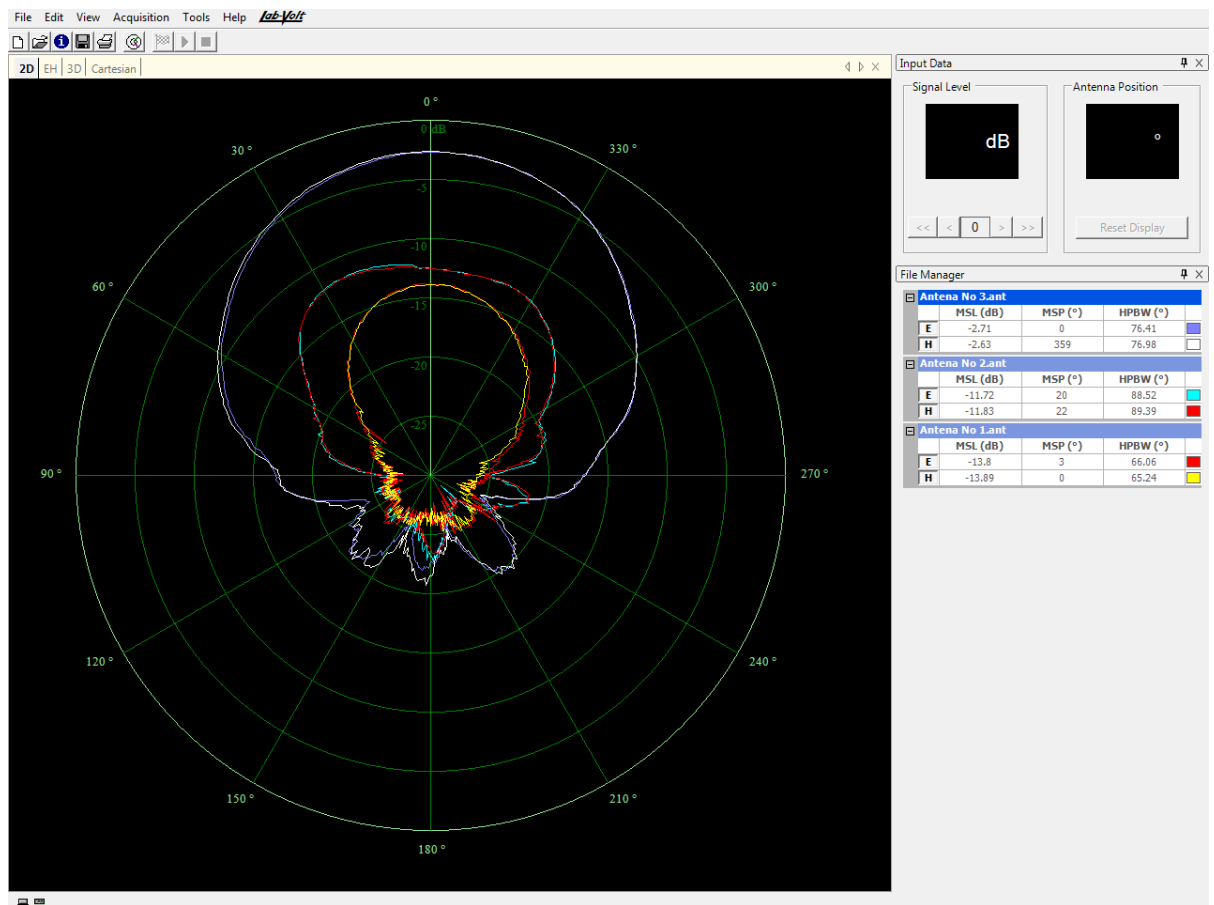 File Edit View Acquisition Tools Help Lab-Volt
2D EH 3D Cartesian
0 °
0 dB
30 °
330 °
-5
-10
60 °
300 °
-15
-20
-25
90 °
270 °
120 °
240 °
150 °
210 °
180 °
Input Data
Signal Level Antenna Position
dB °
<< < 0 > >> Reset Display
File Manager
Antena No 3.ant
MSL (dB) MSP (°) HPBW (°)
E -2.71 0 76.41
H -2.63 359 76.98
Antena No 2.ant
MSL (dB) MSP (°) HPBW (°)
E -11.72 20 88.52
H -11.83 22 89.39
Antena No 1.ant
MSL (dB) MSP (°) HPBW (°)
E -13.8 3 66.06
H -13.89 0 65.24